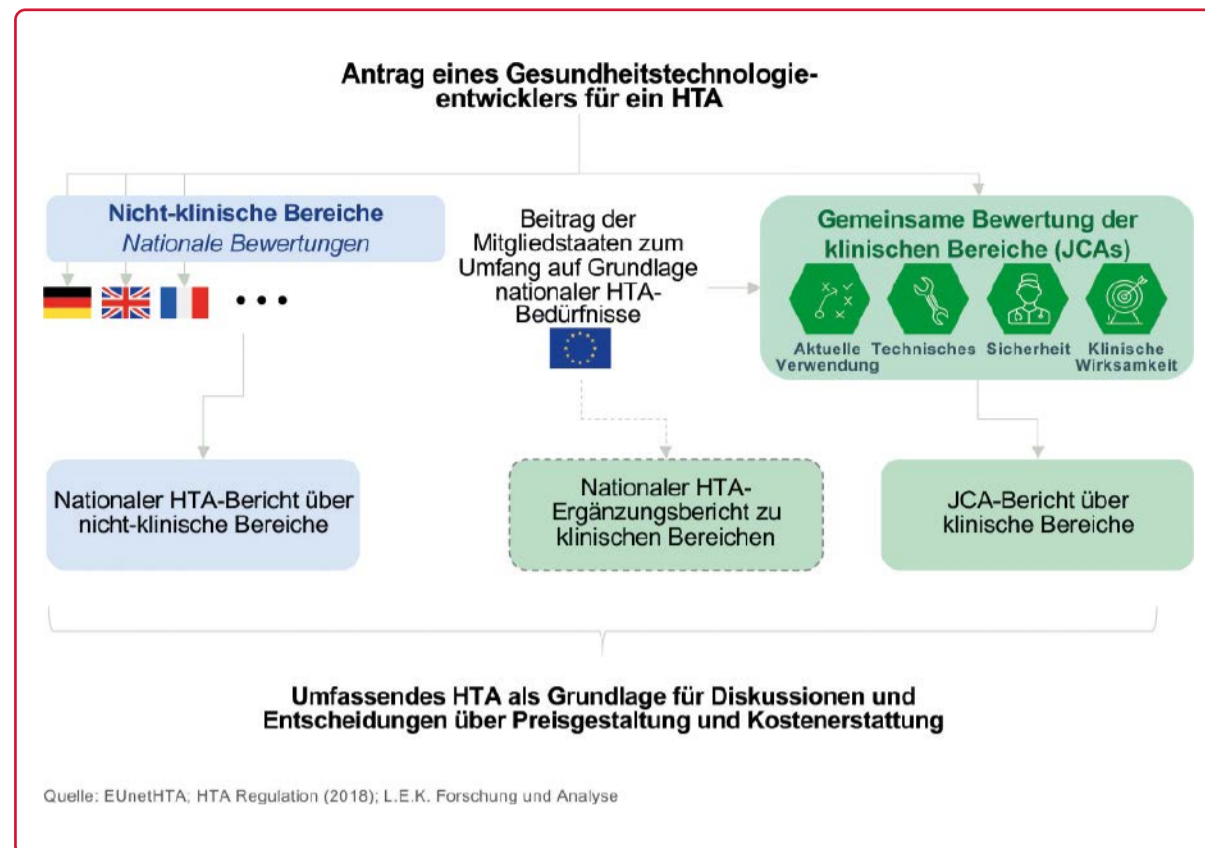 Antrag eines Gesundheitstechnologie-
entwicklers für ein HTA
Nicht-klinische Bereiche
Nationale Bewertungen
• • •
Beitrag der
Mitgliedstaaten zum
Umfang auf Grundlage
nationaler HTA-
Bedürfnisse
Gemeinsame Bewertung der
klinischen Bereiche (JCAs)
Aktuelle
Verwendung
Technisches
Sicherheit
Klinische
Wirksamkeit
Nationaler HTA-Bericht über
nicht-klinische Bereiche
Nationaler HTA-
Ergänzungsbericht zu
klinischen Bereichen
JCA-Bericht über
klinische Bereiche
Umfassendes HTA als Grundlage für Diskussionen und
Entscheidungen über Preisgestaltung und Kostenerstattung
Quelle: EUnetHTA; HTA Regulation (2018); L.E.K. Forschung und Analyse